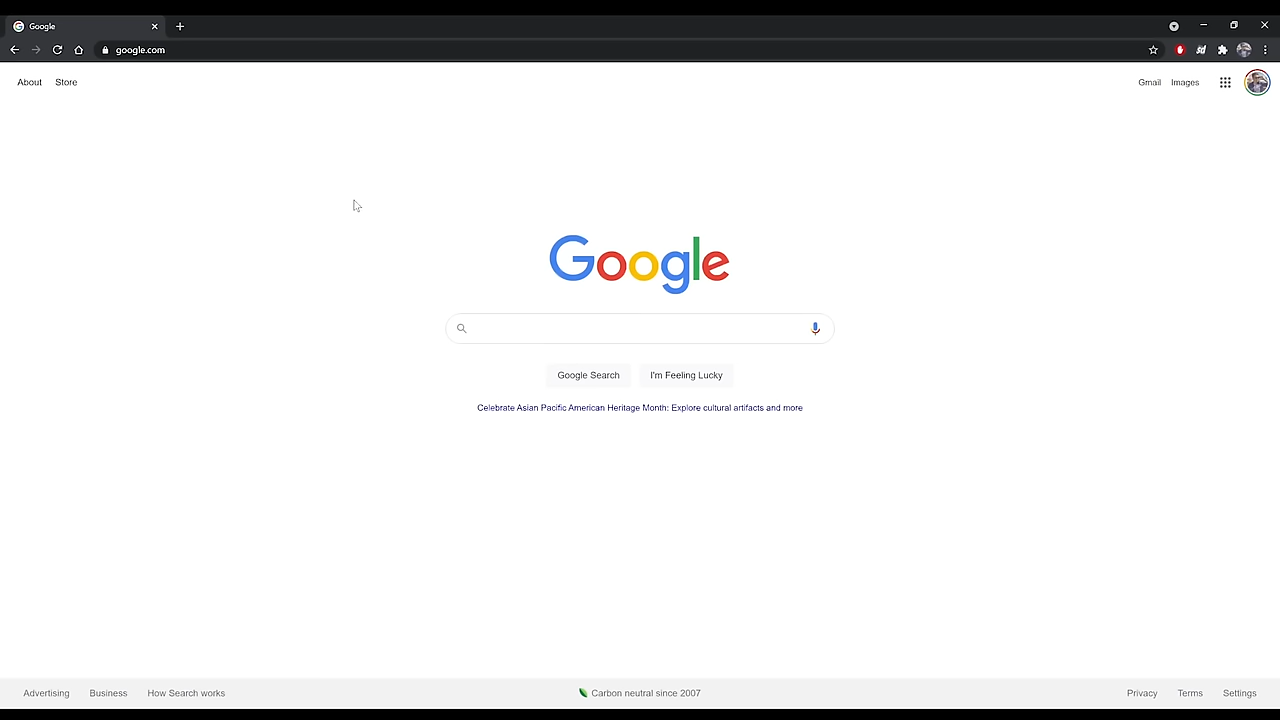 Google
google.com
About Store
Gmail Images
Google
Google Search I'm Feeling Lucky
Celebrate Asian Pacific American Heritage Month: Explore cultural artifacts and more
Advertising Business How Search works
Carbon neutral since 2007
Privacy Terms Settings